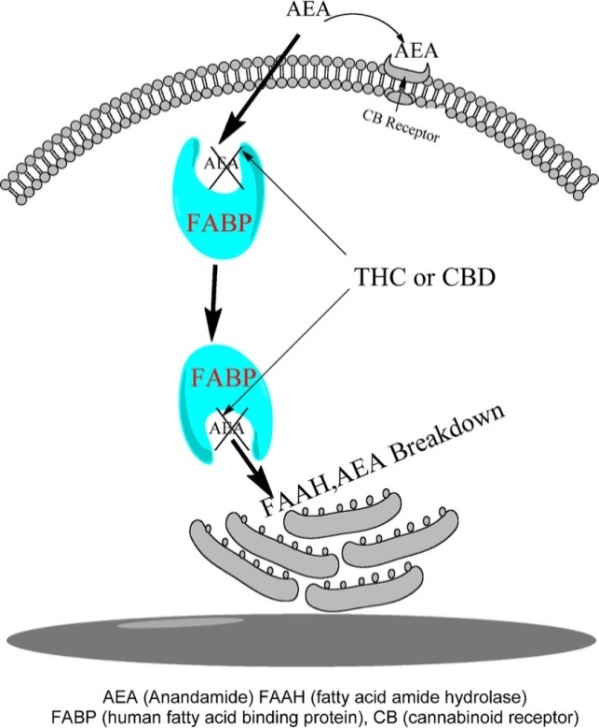 AEA
AEA
CB Receptor
AEA
FABP
THC or CBD
FABP
AEA
FAAH,AEA Breakdown
AEA (Anandamide) FAAH (fatty acid amide hydrolase)
FABP (human fatty acid binding protein), CB (cannabinoid receptor)